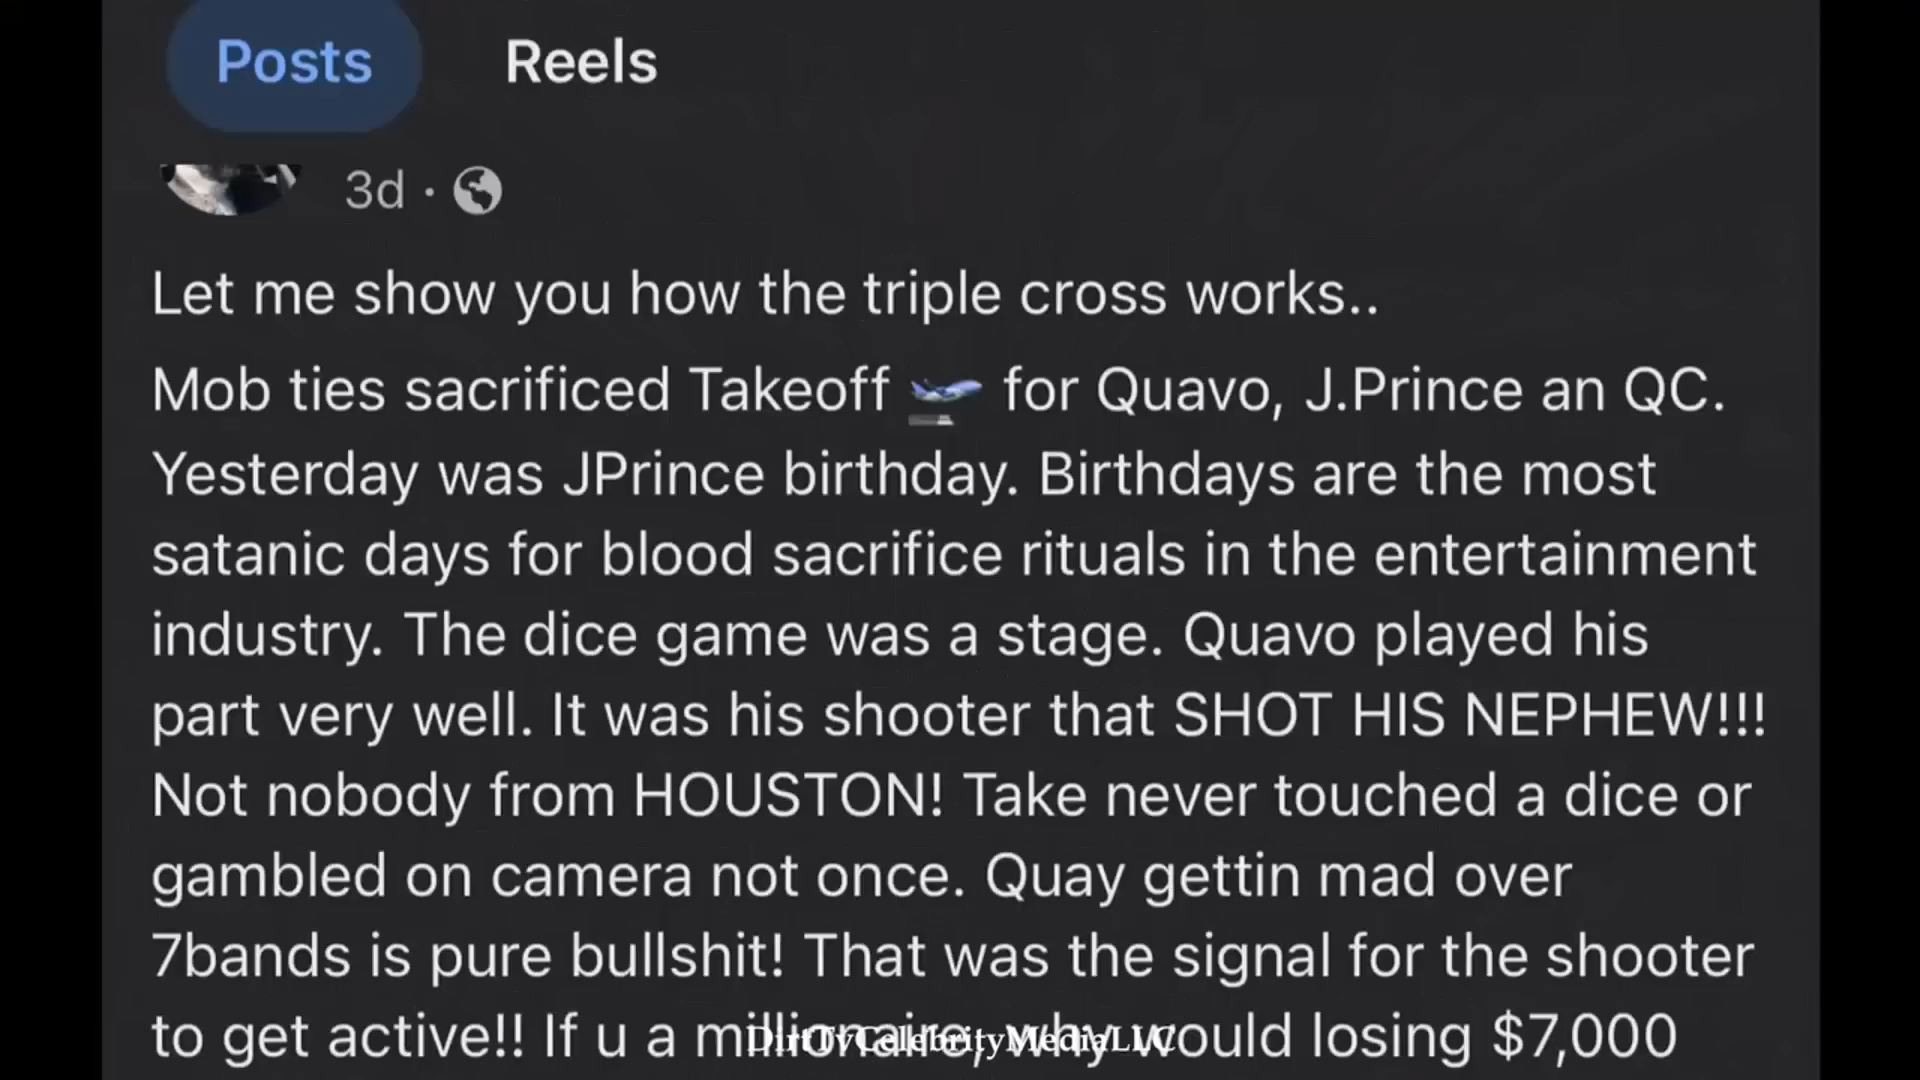 Posts Reels
3d ·
Let me show you how the triple cross works..
Mob ties sacrificed Takeoff 🛫 for Quavo, J.Prince an QC.
Yesterday was JPrince birthday. Birthdays are the most
satanic days for blood sacrifice rituals in the entertainment
industry. The dice game was a stage. Quavo played his
part very well. It was his shooter that SHOT HIS NEPHEW!!!
Not nobody from HOUSTON! Take never touched a dice or
gambled on camera not once. Quay gettin mad over
7bands is pure bullshit! That was the signal for the shooter
to get active!! If u a millionaire, why would losing $7,000
DirtTvCelebrityMediaLLC